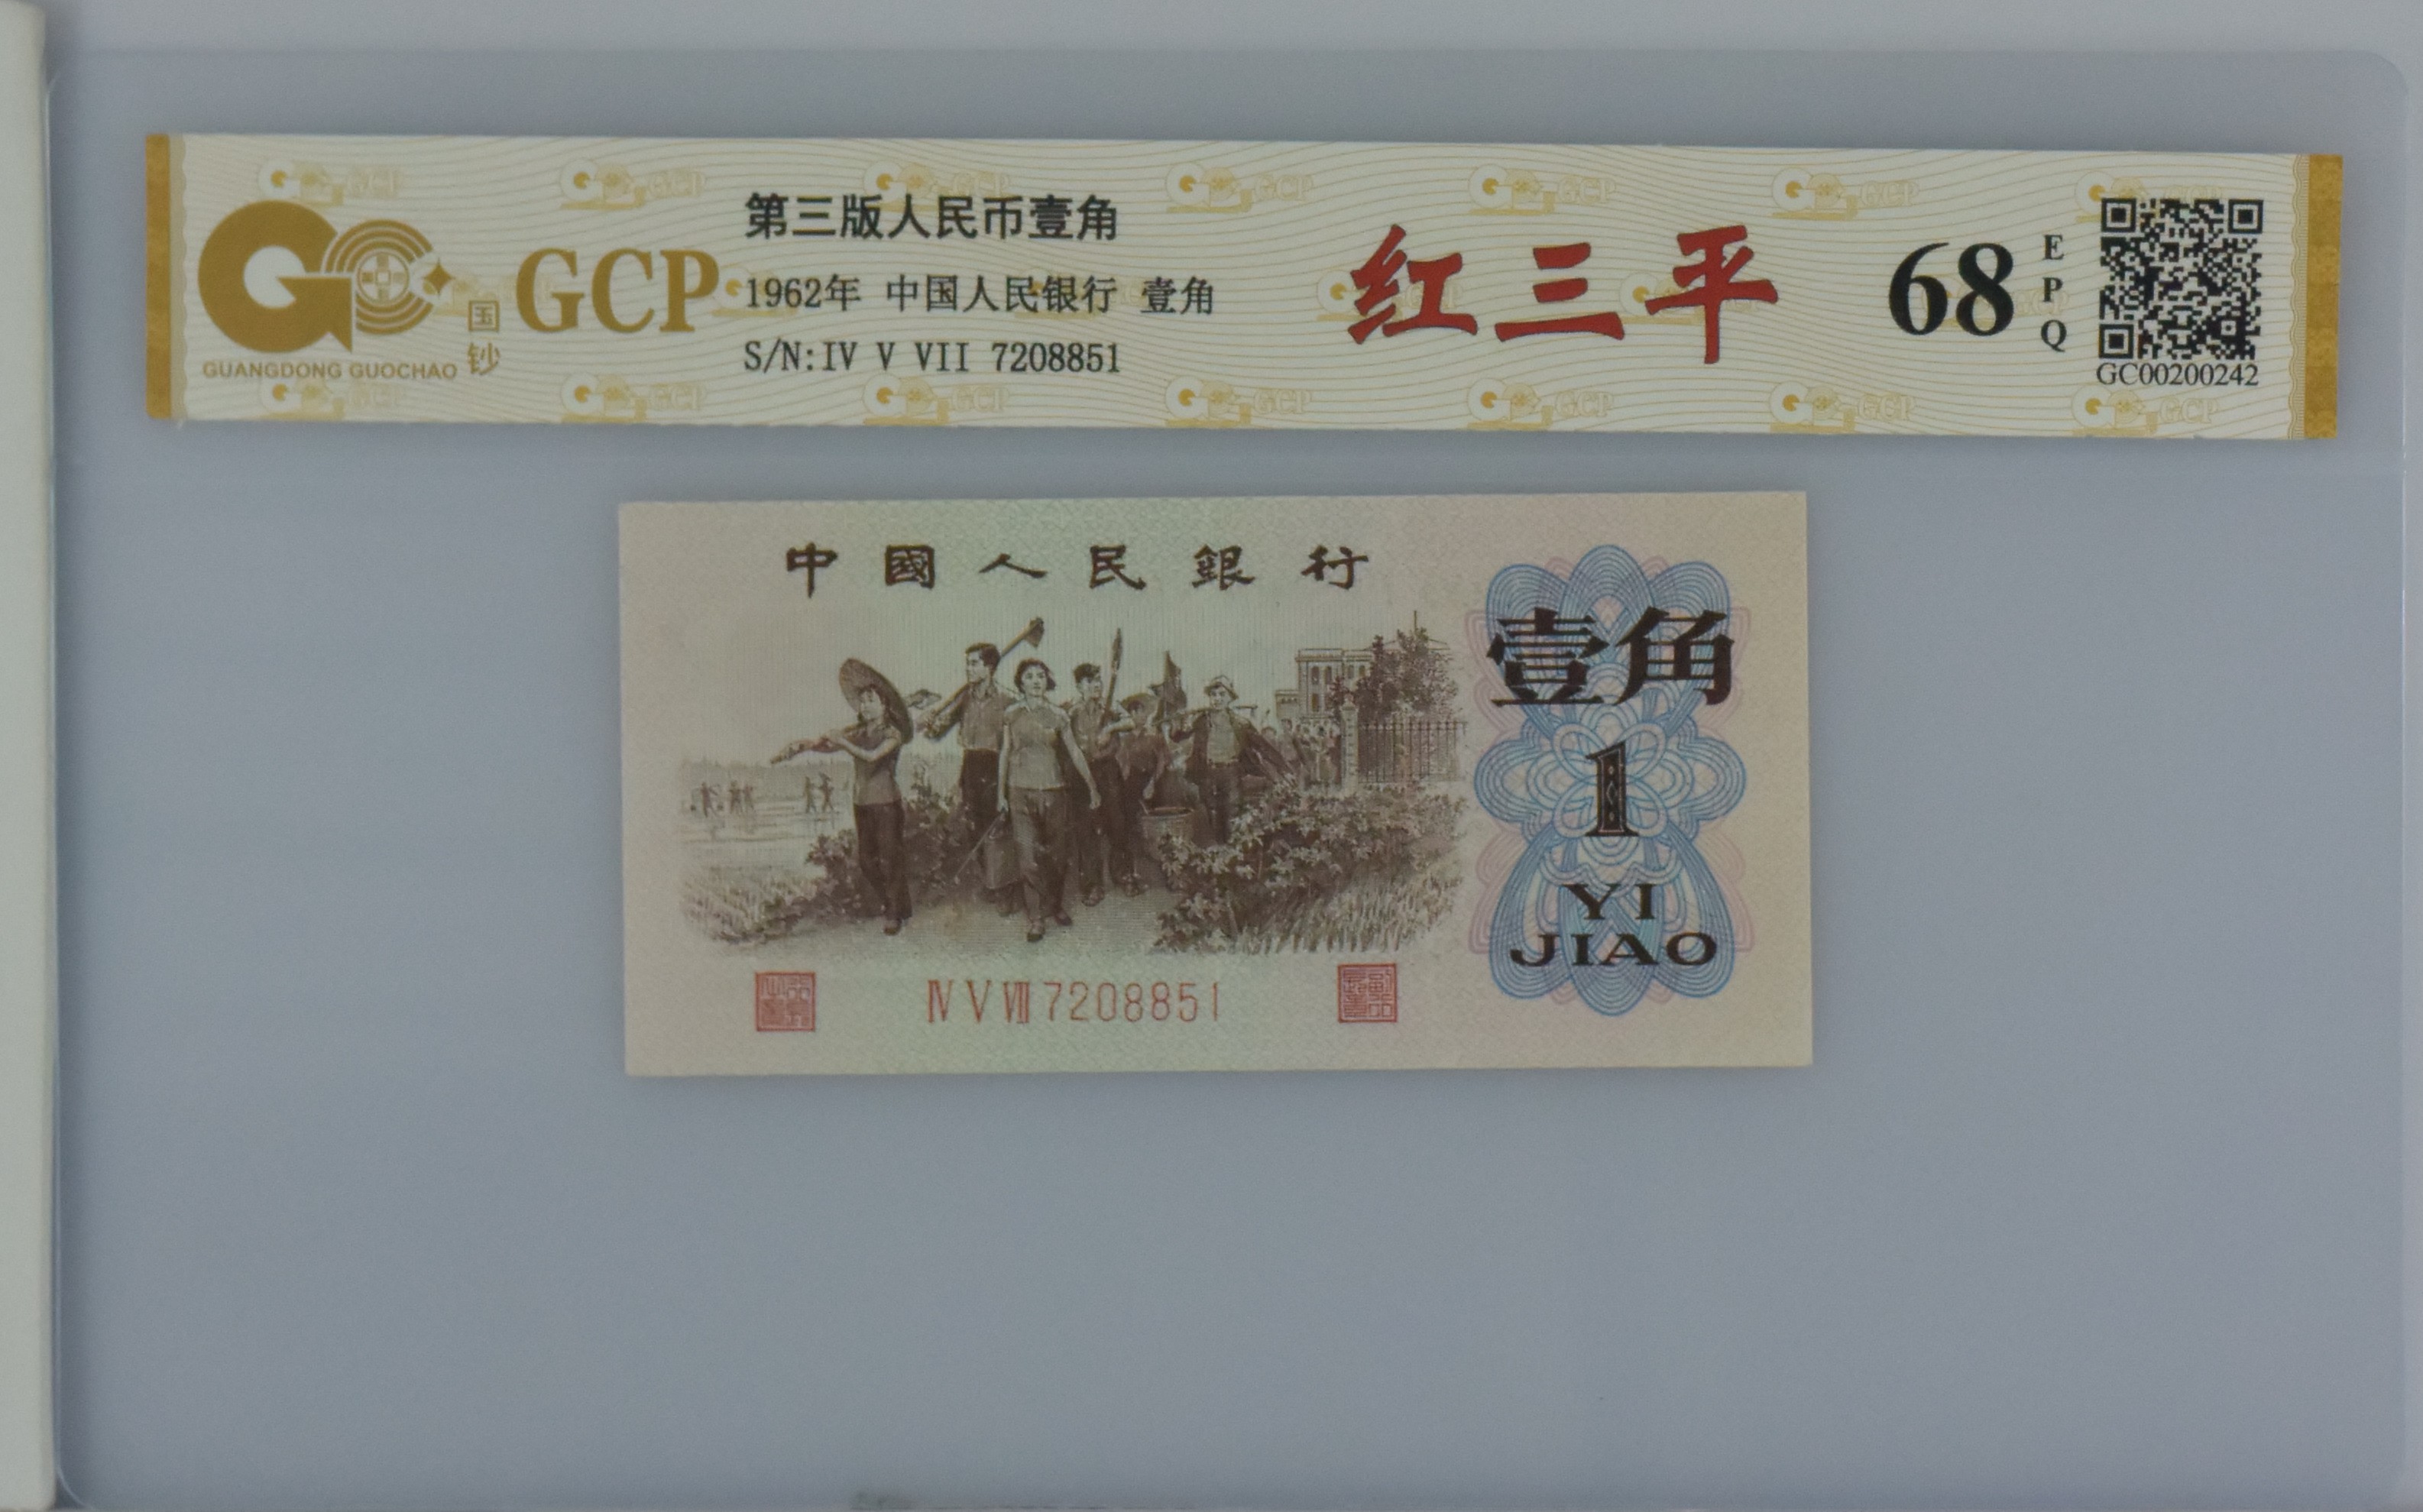 GCP
国钞
GUANGDONG GUOCHAO
第三版人民币壹角
1962年 中国人民银行 壹角
S/N:IV V VII 7208851
红三平
68
EPQ
GC00200242
中國人民銀行
壹角
1
YI
JIAO
Ⅳ Ⅴ Ⅶ 7208851